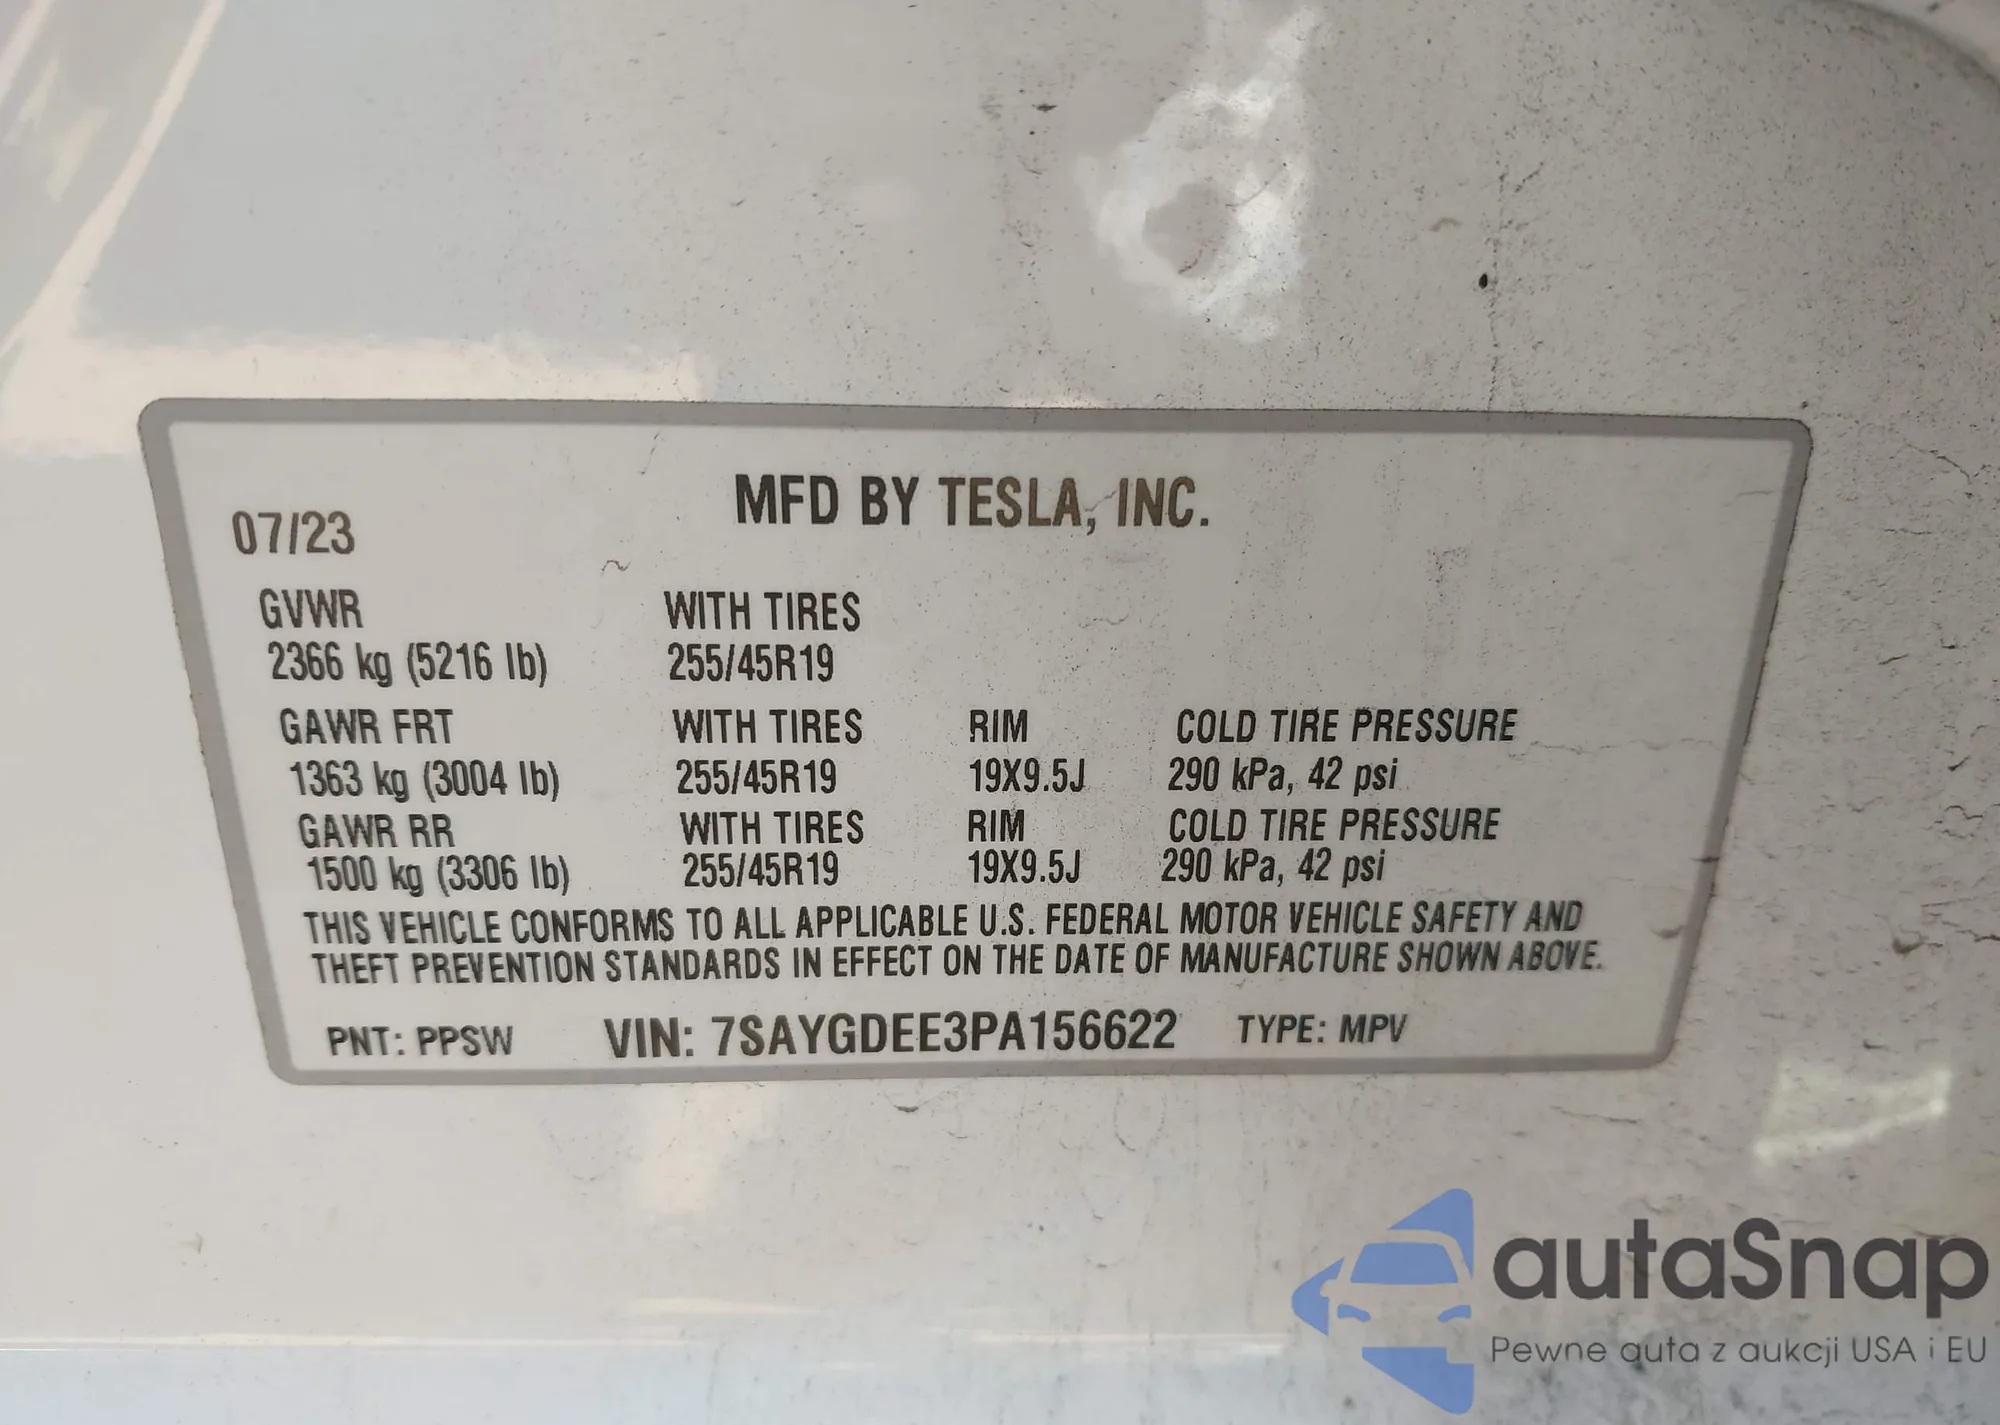 MFD BY TESLA, INC.
07/23
GVWR WITH TIRES
2366 kg (5216 lb) 255/45R19
GAWR FRT WITH TIRES RIM COLD TIRE PRESSURE
1363 kg (3004 lb) 255/45R19 19X9.5J 290 kPa, 42 psi
GAWR RR WITH TIRES RIM COLD TIRE PRESSURE
1500 kg (3306 lb) 255/45R19 19X9.5J 290 kPa, 42 psi
THIS VEHICLE CONFORMS TO ALL APPLICABLE U.S. FEDERAL MOTOR VEHICLE SAFETY AND
THEFT PREVENTION STANDARDS IN EFFECT ON THE DATE OF MANUFACTURE SHOWN ABOVE.
PNT: PPSW VIN: 7SAYGDEE3PA156622 TYPE: MPV
autaSnap
Pewne auta z aukcji USA i EU